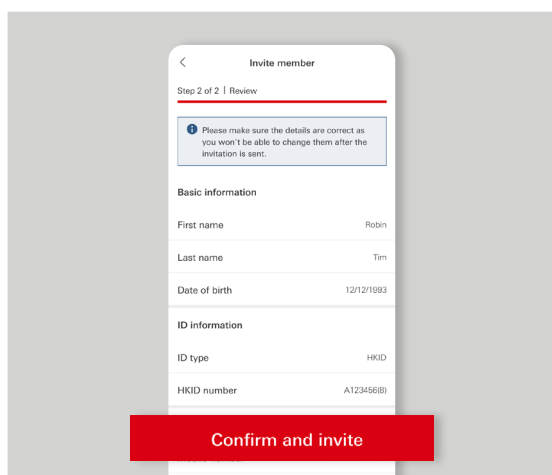 Invite member
Step 2 of 2 | Review
Please make sure the details are correct as
you won't be able to change them after the
invitation is sent.
Basic information
First name Robin
Last name Tim
Date of birth 12/12/1993
ID information
ID type HKID
HKID number A123456(B)
Confirm and invite